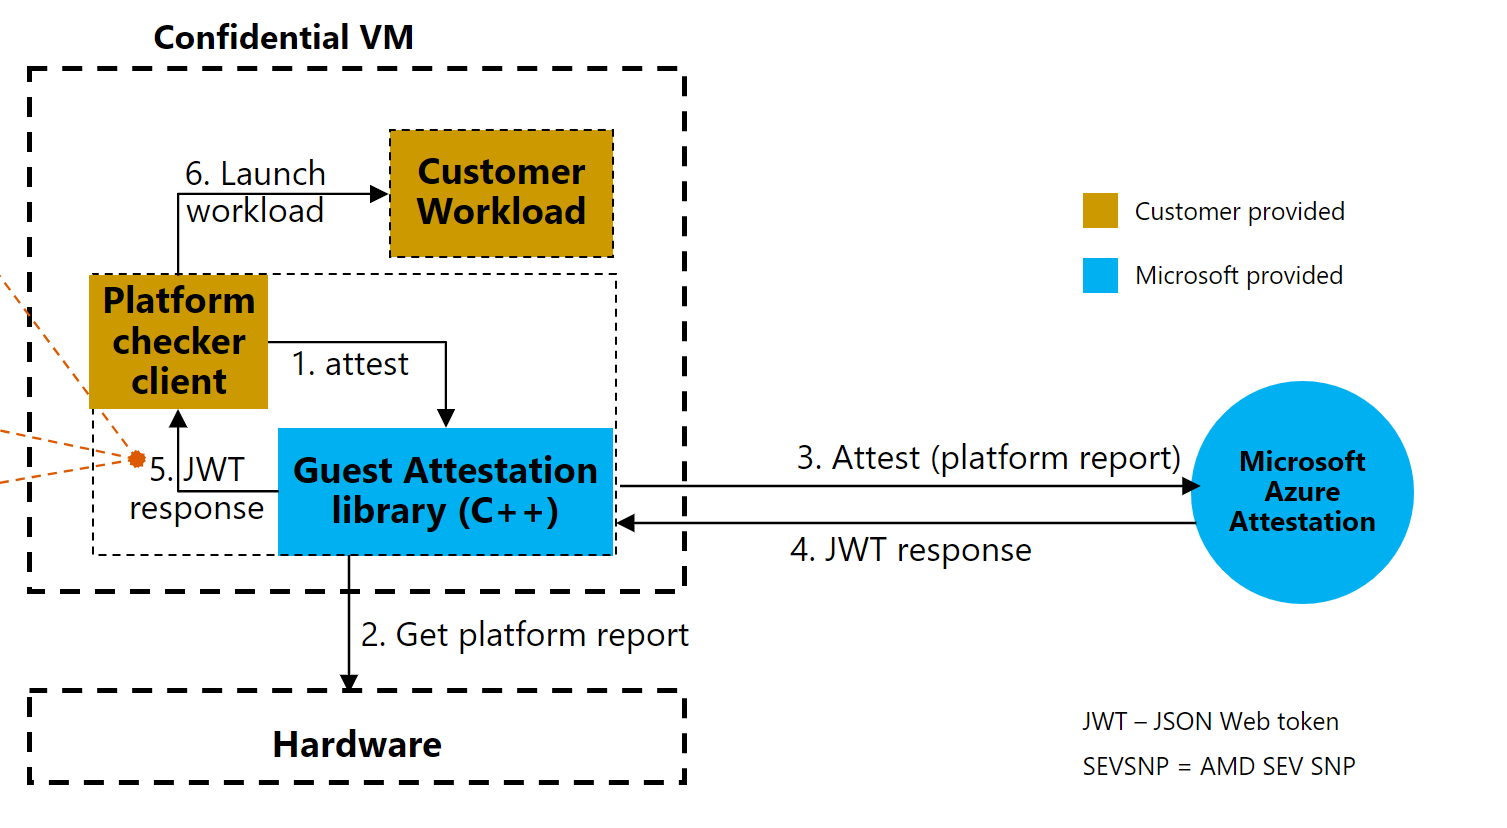 Confidential VM
6. Launch
workload
Customer
Workload
Platform
checker
client
1. attest
5. JWT
response
Guest Attestation
library (C++)
3. Attest (platform report)
4. JWT response
Microsoft
Azure
Attestation
2. Get platform report
Hardware
Customer provided
Microsoft provided
JWT – JSON Web token
SEVSNP = AMD SEV SNP